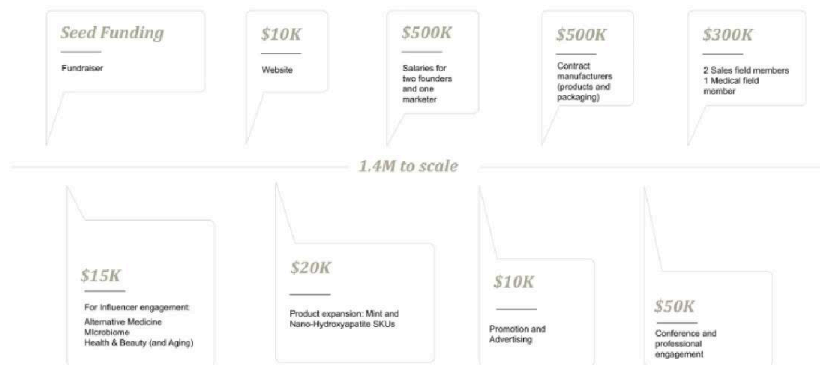 Seed Funding
Fundraiser
$10K
Website
$500K
Salaries for
two founders
and one
marketer
$500K
Contract
manufacturers
(products and
packaging)
$300K
2 Sales field members
1 Medical field
member
1.4M to scale
$15K
For Influencer engagement:
Alternative Medicine
Microbiome
Health & Beauty (and Aging)
$20K
Product expansion: Mint and
Nano-Hydroxyapatite SKUs
$10K
Promotion and
Advertising
$50K
Conference and
professional
engagement